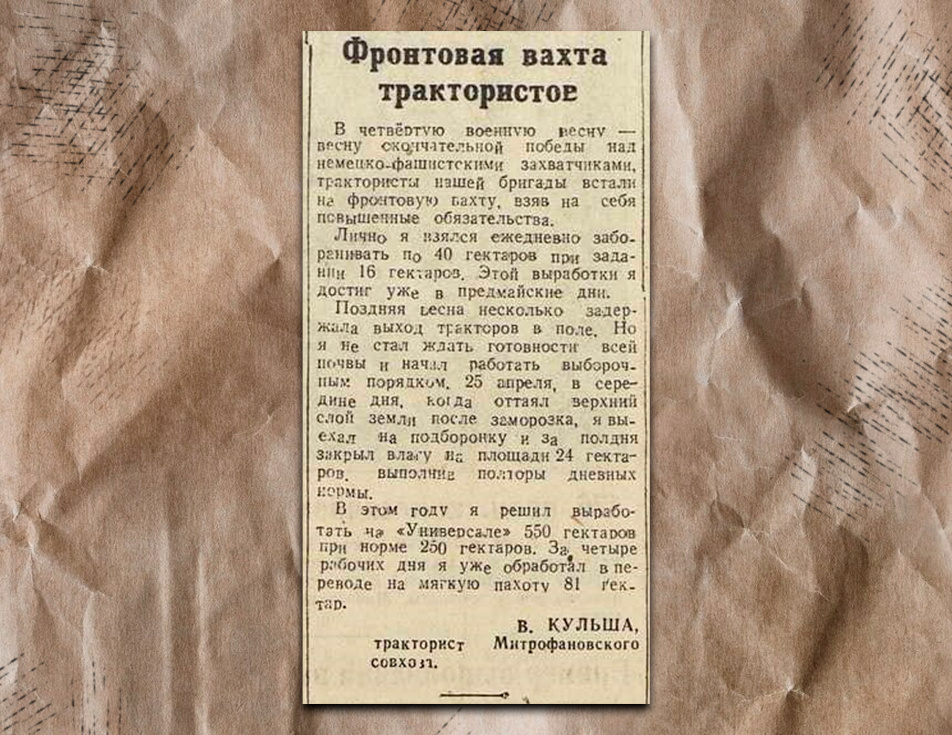 Фронтовая вахта
трактористов
В четвёртую военную весну —
весну окончательной победы над
немецко-фашистскими захватчиками,
трактористы нашей бригады встали
на фронтовую вахту, взяв на себя
повышенные обязательства.
Лично я взялся ежедневно забо-
ранивать по 40 гектаров при зада-
нии 16 гектаров. Этой выработки я
достиг уже в предмайские дни.
Поздняя весна несколько задер-
жала выход тракторов в поле. Но
я не стал ждать готовности всей
почвы и начал работать выбороч-
ным порядком. 25 апреля, в сере-
дине дня, когда оттаял верхний
слой земли после заморозка, я вы-
ехал на подборонку и за полдня
закрыл влагу на площади 24 гекта-
ров, выполнив полторы дневных
нормы.
В этом году я решил вырабо-
тать на «Универсале» 550 гектаров
при норме 250 гектаров. За четыре
рабочих дня я уже обработал в пе-
реводе на мягкую пахоту 81 гек-
тар.
В. КУЛЬША,
тракторист Митрофановского
совхоза.